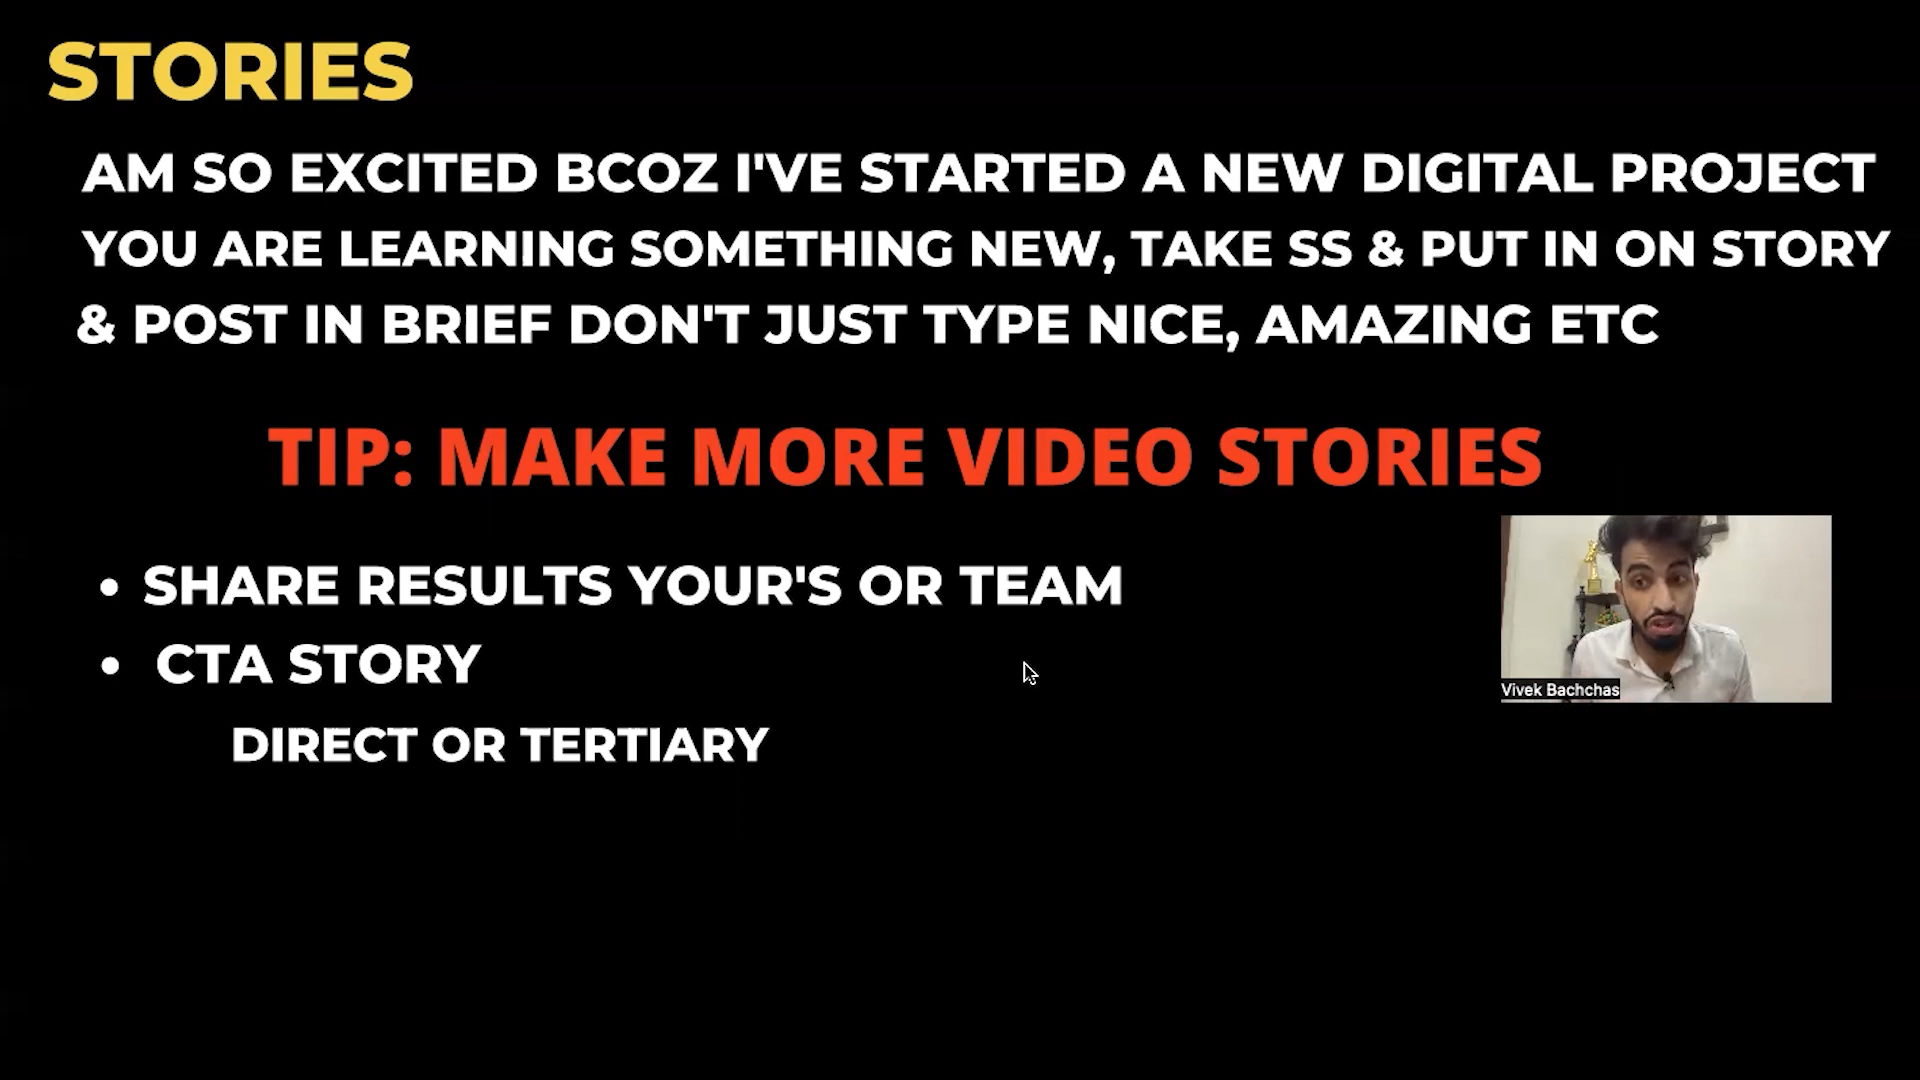 STORIES
AM SO EXCITED BCOZ I'VE STARTED A NEW DIGITAL PROJECT
YOU ARE LEARNING SOMETHING NEW, TAKE SS & PUT IN ON STORY
& POST IN BRIEF DON'T JUST TYPE NICE, AMAZING ETC
TIP: MAKE MORE VIDEO STORIES
• SHARE RESULTS YOUR'S OR TEAM
• CTA STORY
DIRECT OR TERTIARY
Vivek Bachchas